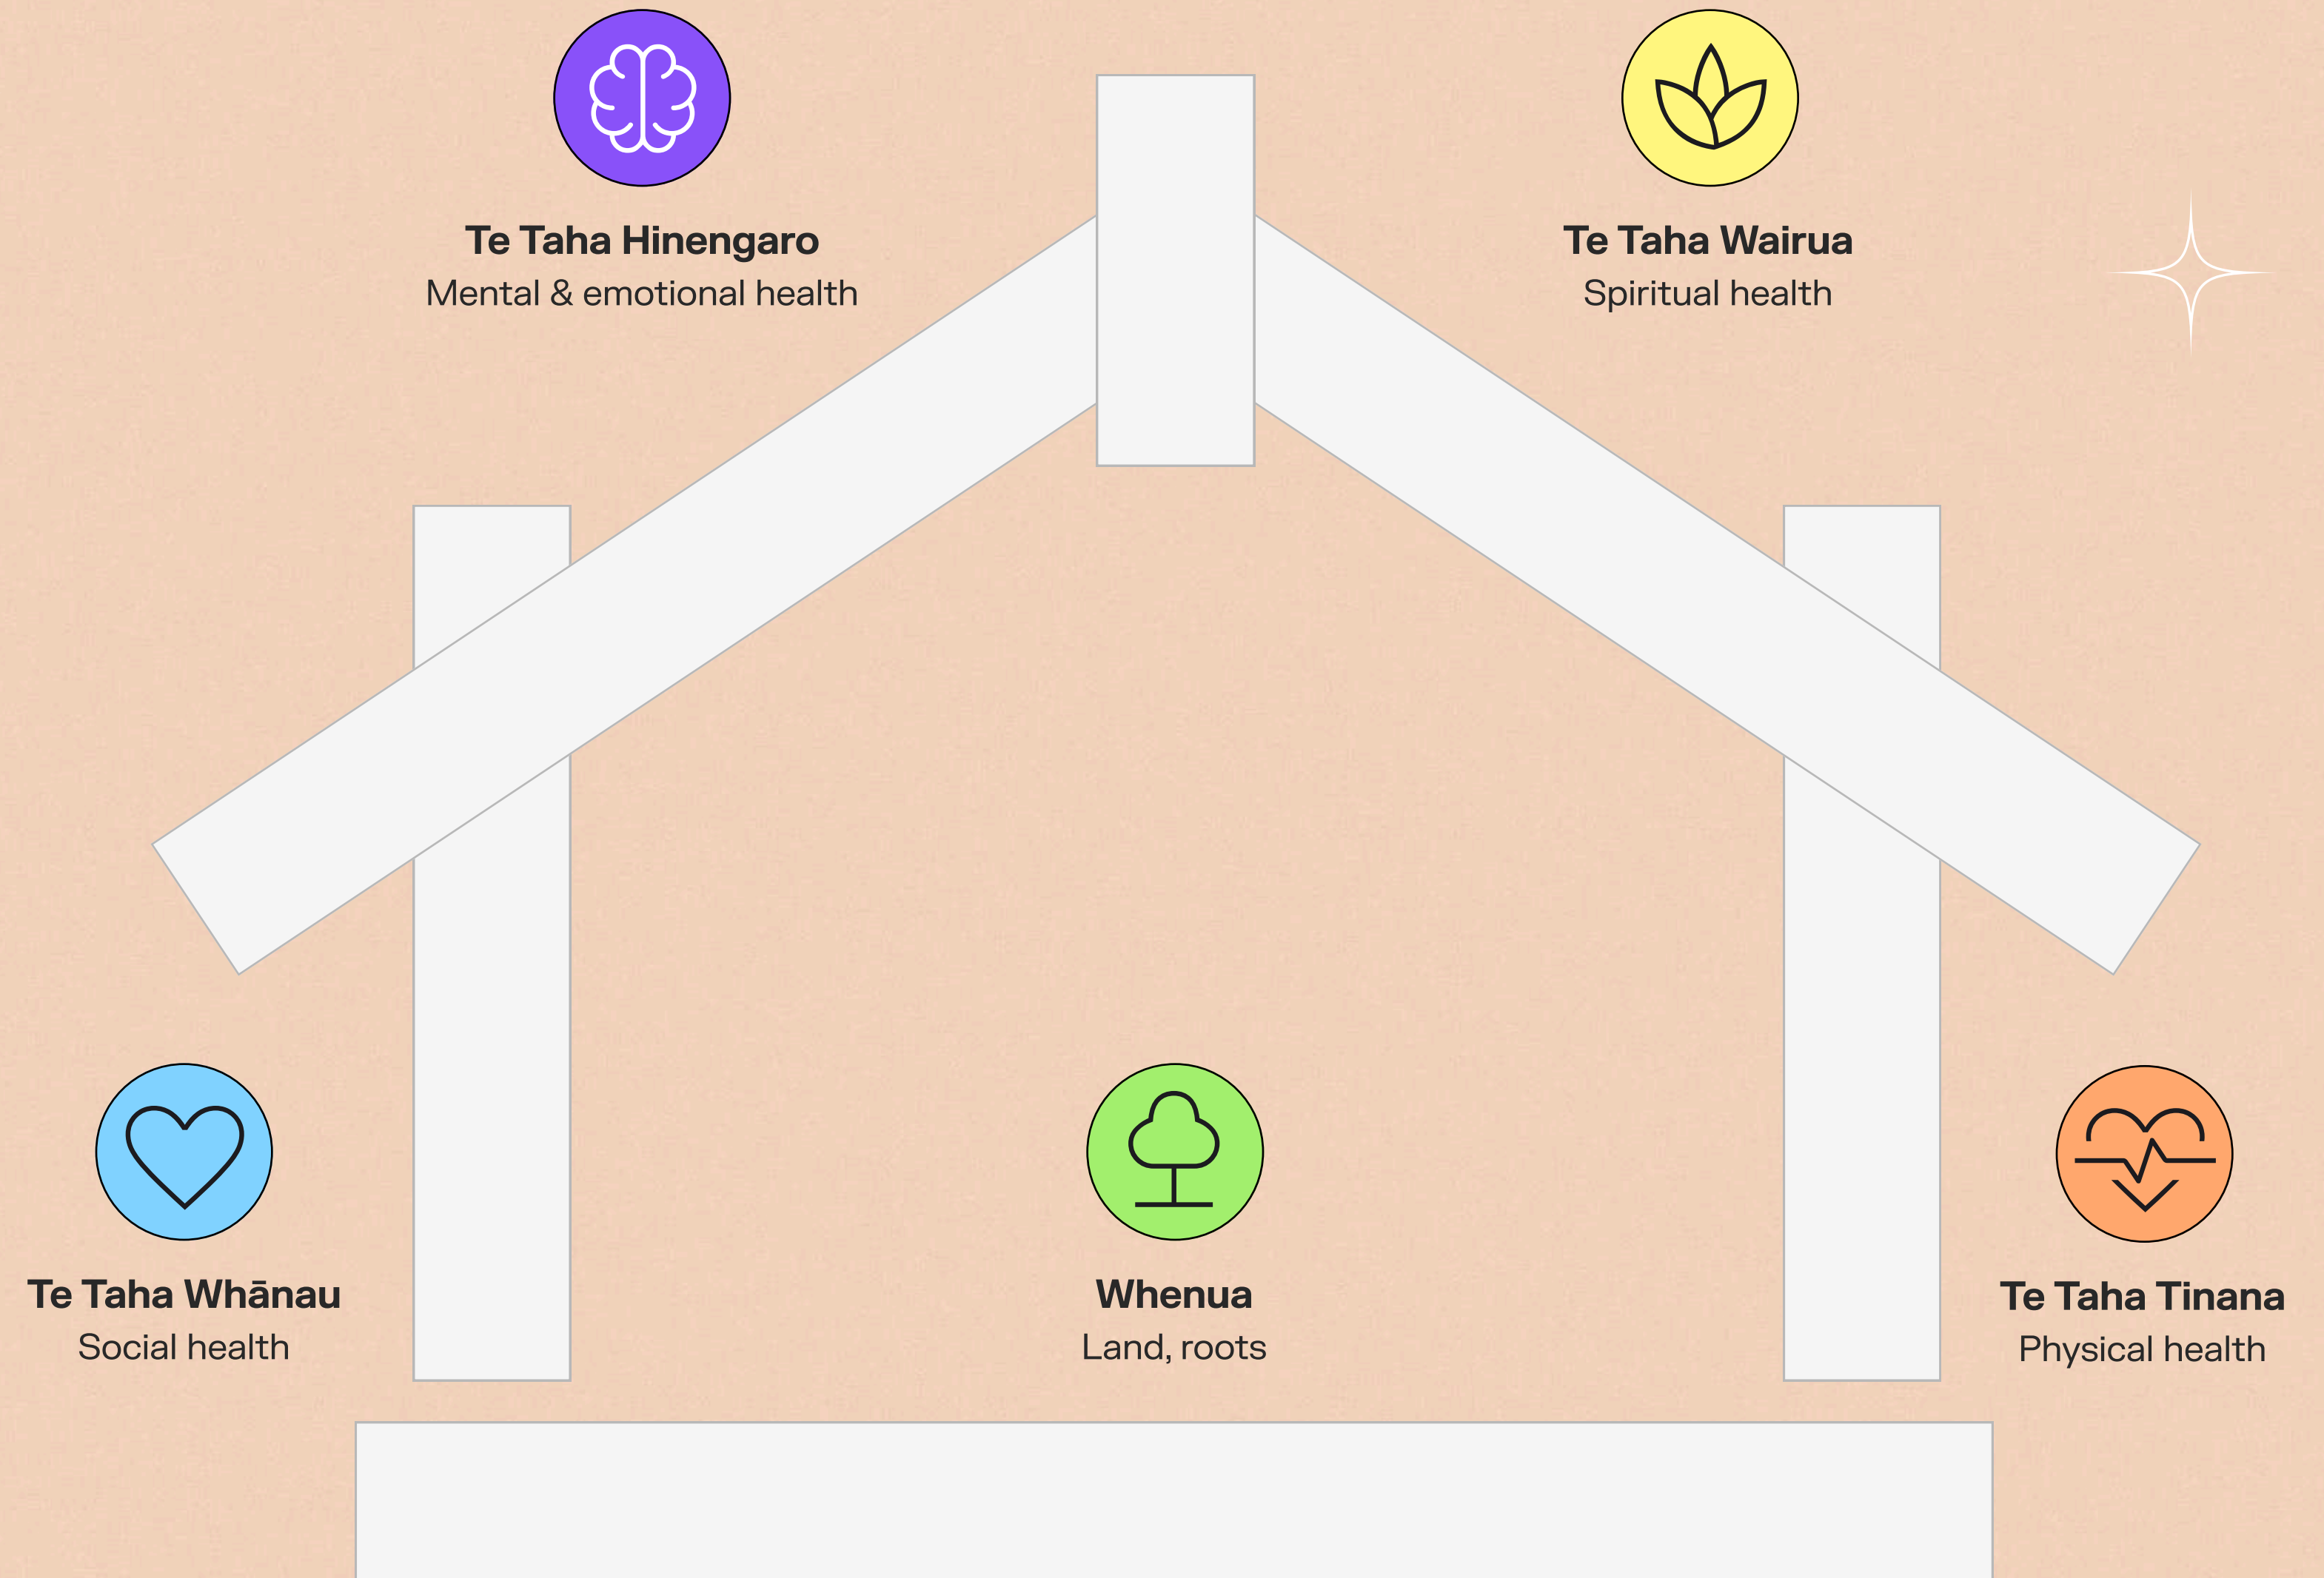 Te Taha Hinengaro
Mental & emotional health
Te Taha Wairua
Spiritual health
Te Taha Whānau
Social health
Whenua
Land, roots
Te Taha Tinana
Physical health